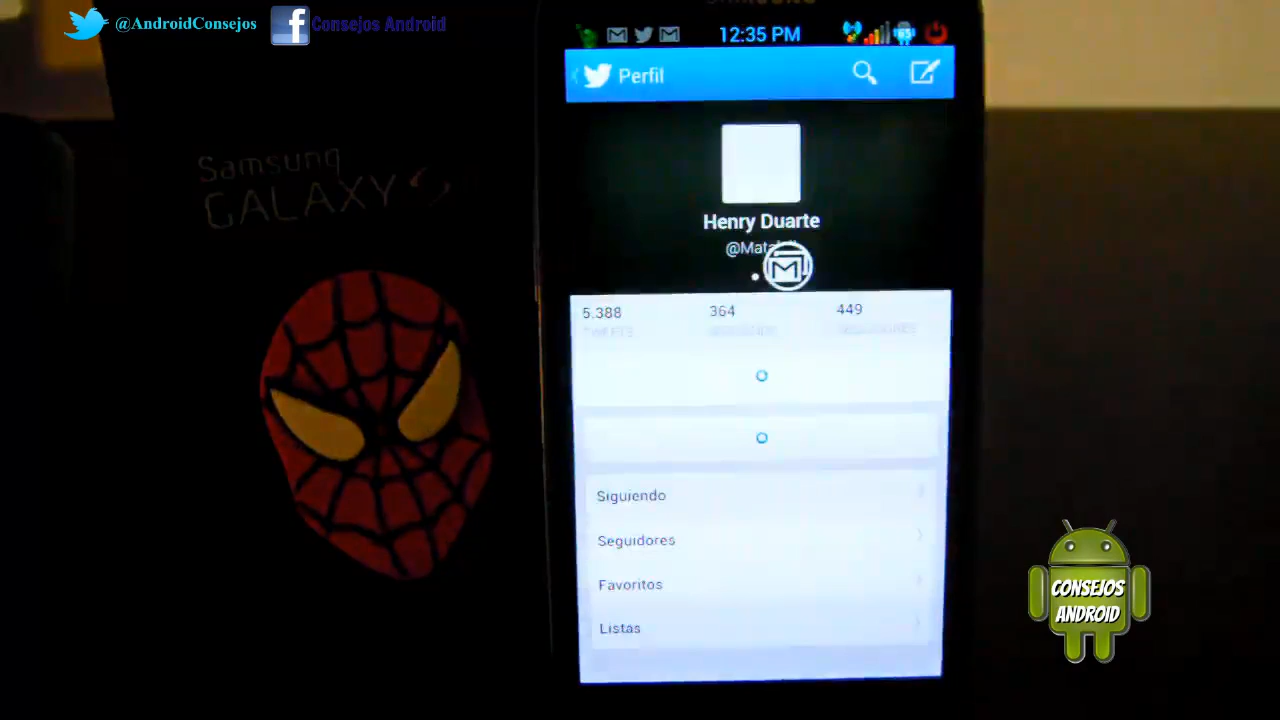 @AndroidConsejos
Consejos Android
12:35 PM
Perfil
Samsung
GALAXY S
Henry Duarte
5.388
364
449
TWEETS
Siguiendo
Seguidores
Favoritos
Listas
CONSEJOS
ANDROID